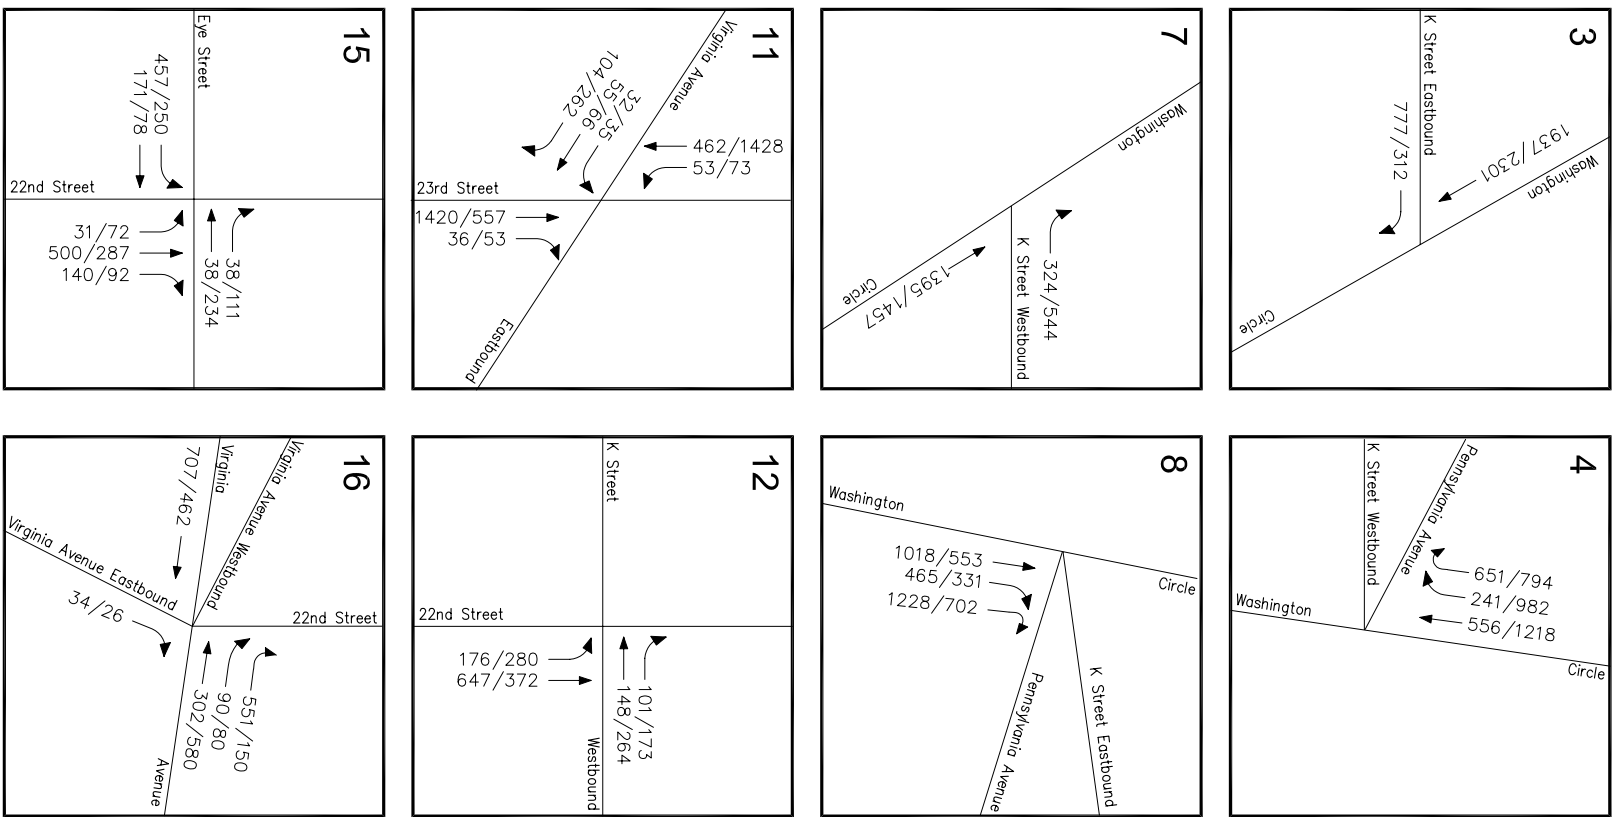 15
Eye Street
457/250
171/78
22nd Street
31/72
500/287
140/92
38/111
38/234
11
Virginia Avenue
32/35
55/66
104/262
462/1428
53/73
23rd Street
1420/557
36/53
Eastbound
7
Washington
Circle
1395/1457
K Street Westbound
324/544
3
K Street Eastbound
777/312
1937/2301
Washington
Circle
16
Virginia
Virginia Avenue Westbound
707/462
Virginia Avenue Eastbound
34/26
22nd Street
551/150
90/80
302/580
Avenue
12
K Street
22nd Street
176/280
647/372
101/173
148/264
Westbound
8
Washington
Circle
1018/553
465/331
1228/702
Pennsylvania Avenue
K Street Eastbound
4
K Street Westbound
Pennsylvania Avenue
651/794
241/982
556/1218
Washington
Circle